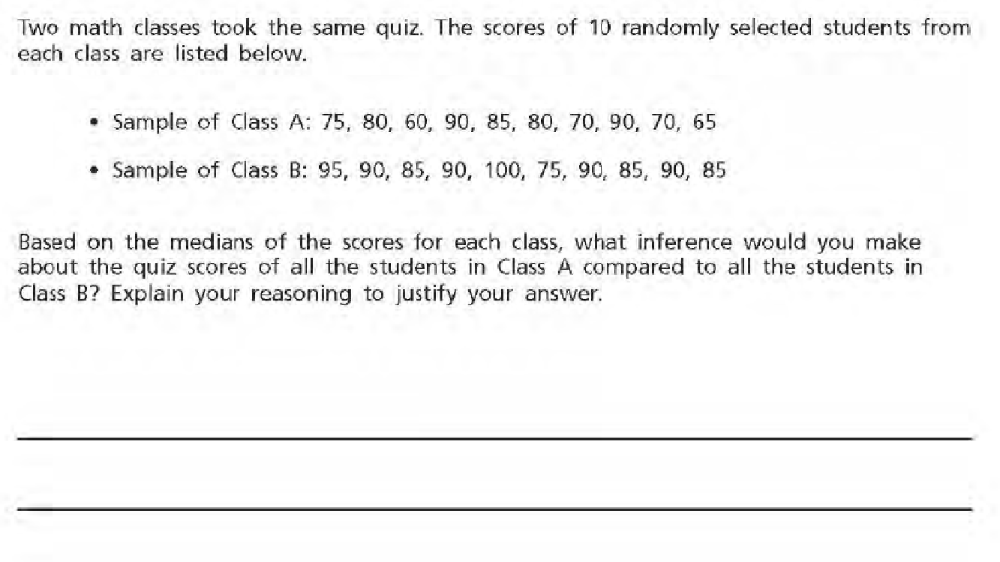 Two math classes took the same quiz. The scores of 10 randomly selected students from
each class are listed below.
• Sample of Class A: 75, 80, 60, 90, 85, 80, 70, 90, 70, 65
• Sample of Class B: 95, 90, 85, 90, 100, 75, 90, 85, 90, 85
Based on the medians of the scores for each class, what inference would you make
about the quiz scores of all the students in Class A compared to all the students in
Class B? Explain your reasoning to justify your answer.